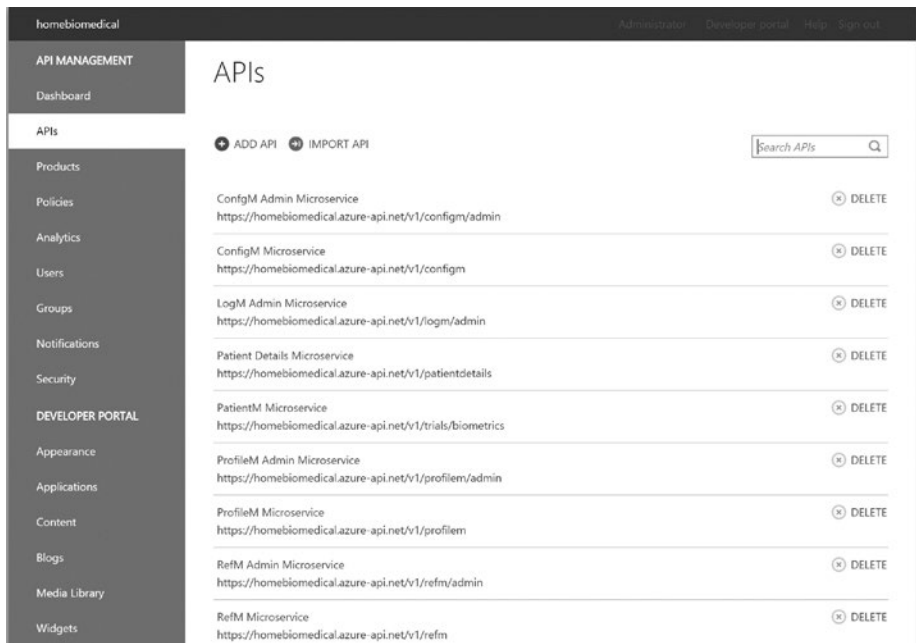 homebiomedical
Administrator Developer portal Help Sign out
API MANAGEMENT
Dashboard
APIs
Products
Policies
Analytics
Users
Groups
Notifications
Security
DEVELOPER PORTAL
Appearance
Applications
Content
Blogs
Media Library
Widgets
APIs
ADD API IMPORT API
Search APIs
ConfgM Admin Microservice
https://homebiomedical.azure-api.net/v1/configm/admin
DELETE
ConfigM Microservice
https://homebiomedical.azure-api.net/v1/configm
DELETE
LogM Admin Microservice
https://homebiomedical.azure-api.net/v1/logm/admin
DELETE
Patient Details Microservice
https://homebiomedical.azure-api.net/v1/patientdetails
DELETE
PatientM Microservice
https://homebiomedical.azure-api.net/v1/trials/biometrics
DELETE
ProfileM Admin Microservice
https://homebiomedical.azure-api.net/v1/profilem/admin
DELETE
ProfileM Microservice
https://homebiomedical.azure-api.net/v1/profilem
DELETE
RefM Admin Microservice
https://homebiomedical.azure-api.net/v1/refm/admin
DELETE
RefM Microservice
https://homebiomedical.azure-api.net/v1/refm
DELETE